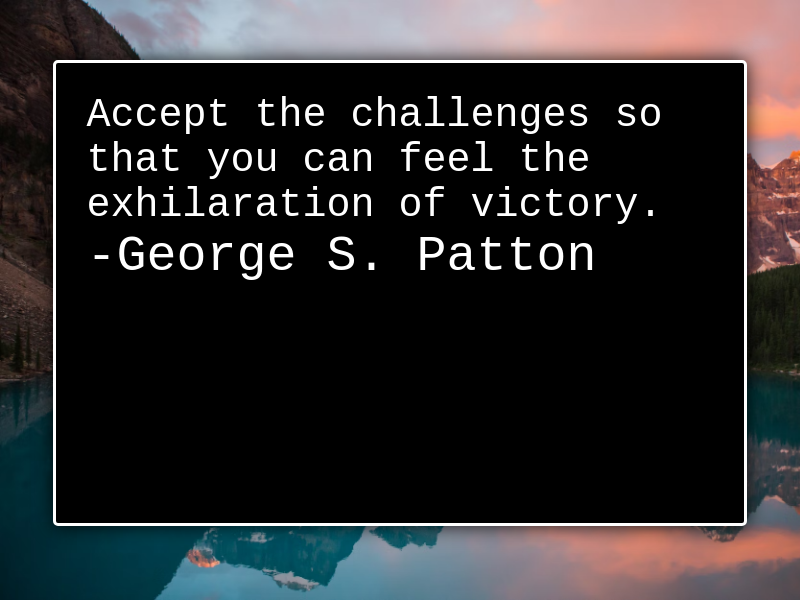 Accept the challenges so
that you can feel the
exhilaration of victory.
-George S. Patton